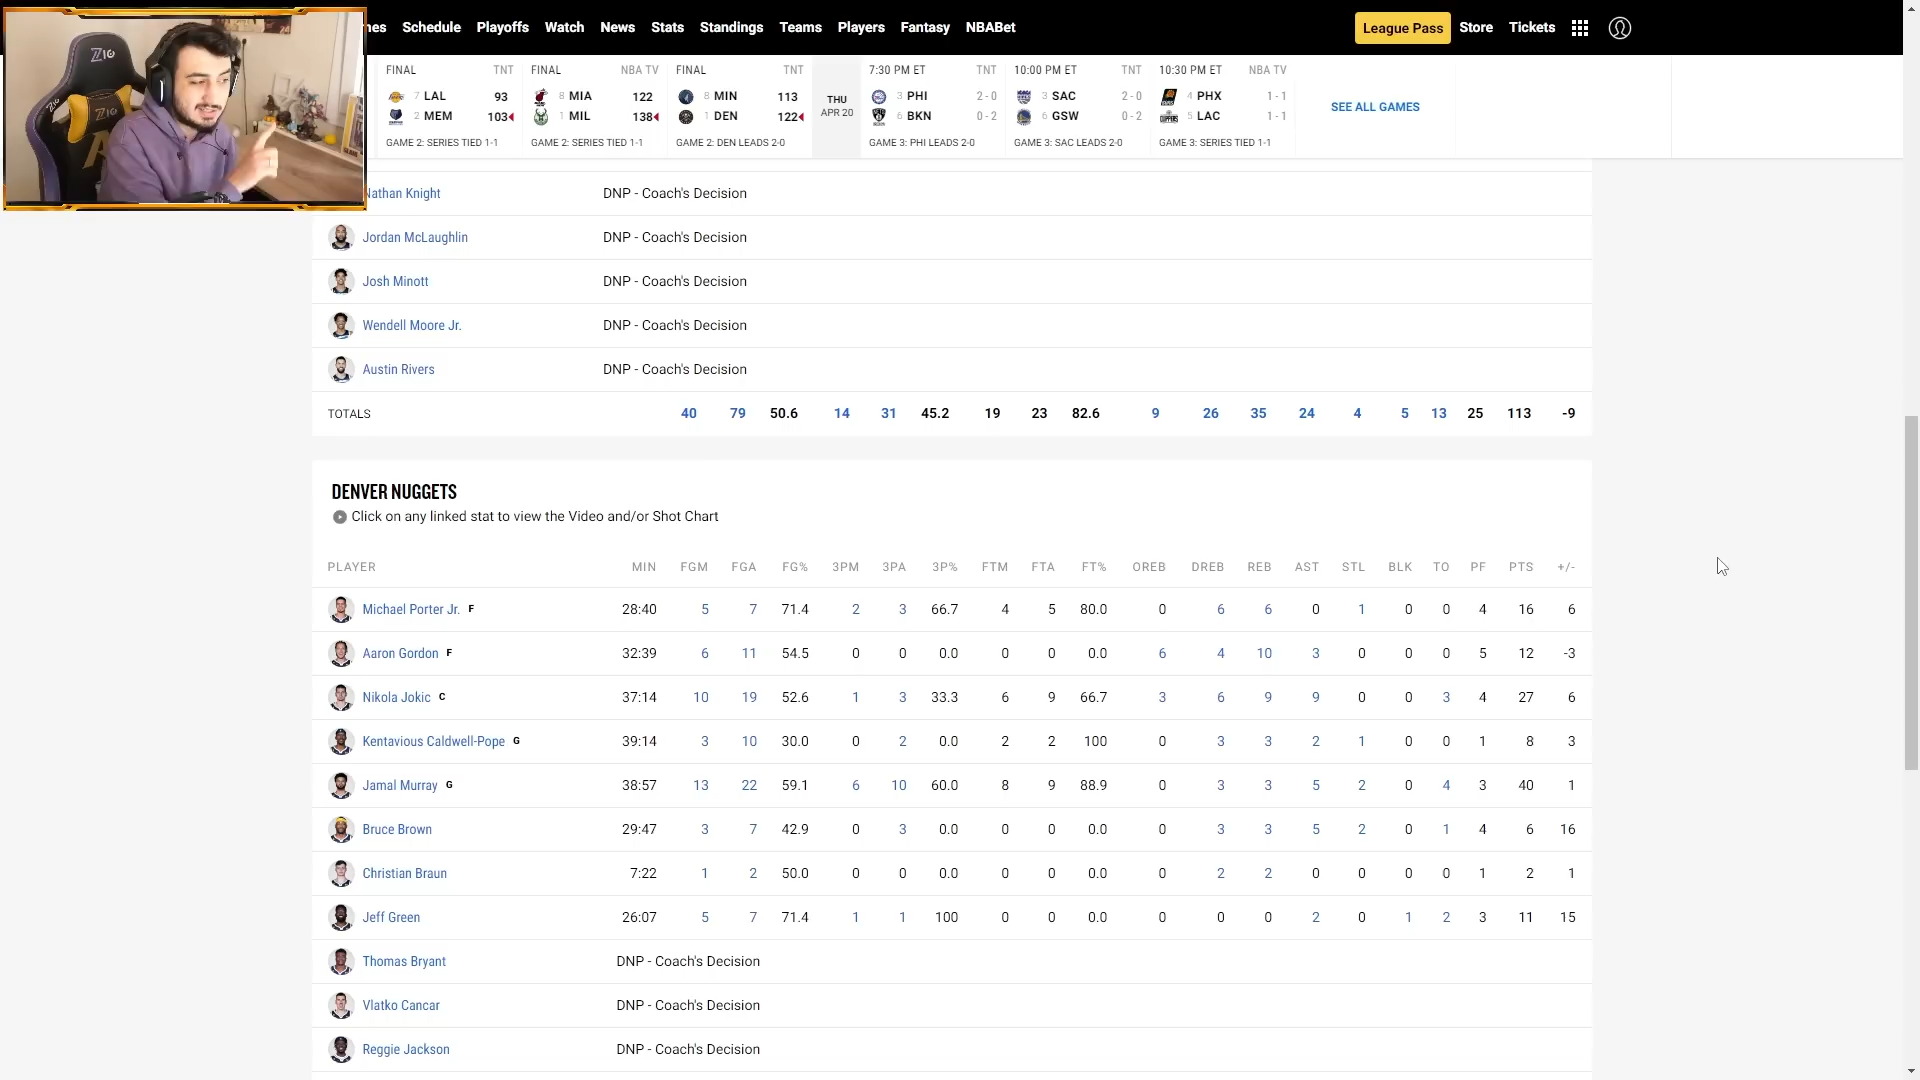 mes Schedule Playoffs Watch News Stats Standings Teams Players Fantasy NBABet League Pass Store Tickets
FINAL TNT FINAL NBA TV FINAL TNT 7:30 PM ET TNT 10:00 PM ET TNT 10:30 PM ET NBA TV
7 LAL 93 8 MIA 122 8 MIN 113 THU 3 PHI 2-0 3 SAC 2-0 4 PHX 1-1 SEE ALL GAMES
2 MEM 103 1 MIL 138 1 DEN 122 APR 20 6 BKN 0-2 6 GSW 0-2 5 LAC 1-1
GAME 2: SERIES TIED 1-1 GAME 2: SERIES TIED 1-1 GAME 2: DEN LEADS 2-0 GAME 3: PHI LEADS 2-0 GAME 3: SAC LEADS 2-0 GAME 3: SERIES TIED 1-1
Nathan Knight DNP - Coach's Decision
Jordan McLaughlin DNP - Coach's Decision
Josh Minott DNP - Coach's Decision
Wendell Moore Jr. DNP - Coach's Decision
Austin Rivers DNP - Coach's Decision
TOTALS 40 79 50.6 14 31 45.2 19 23 82.6 9 26 35 24 4 5 13 25 113 -9
DENVER NUGGETS
Click on any linked stat to view the Video and/or Shot Chart
PLAYER MIN FGM FGA FG% 3PM 3PA 3P% FTM FTA FT% OREB DREB REB AST STL BLK TO PF PTS +/-
Michael Porter Jr. F 28:40 5 7 71.4 2 3 66.7 4 5 80.0 0 6 6 0 1 0 0 4 16 6
Aaron Gordon F 32:39 6 11 54.5 0 0 0.0 0 0 0.0 6 4 10 3 0 0 0 5 12 -3
Nikola Jokic C 37:14 10 19 52.6 1 3 33.3 6 9 66.7 3 6 9 9 0 0 3 4 27 6
Kentavious Caldwell-Pope G 39:14 3 10 30.0 0 2 0.0 2 2 100 0 3 3 2 1 0 0 1 8 3
Jamal Murray G 38:57 13 22 59.1 6 10 60.0 8 9 88.9 0 3 3 5 2 0 4 3 40 1
Bruce Brown 29:47 3 7 42.9 0 3 0.0 0 0 0.0 0 3 3 5 2 0 1 4 6 16
Christian Braun 7:22 1 2 50.0 0 0 0.0 0 0 0.0 0 2 2 0 0 0 0 1 2 1
Jeff Green 26:07 5 7 71.4 1 1 100 0 0 0.0 0 0 0 2 0 1 2 3 11 15
Thomas Bryant DNP - Coach's Decision
Vlatko Cancar DNP - Coach's Decision
Reggie Jackson DNP - Coach's Decision